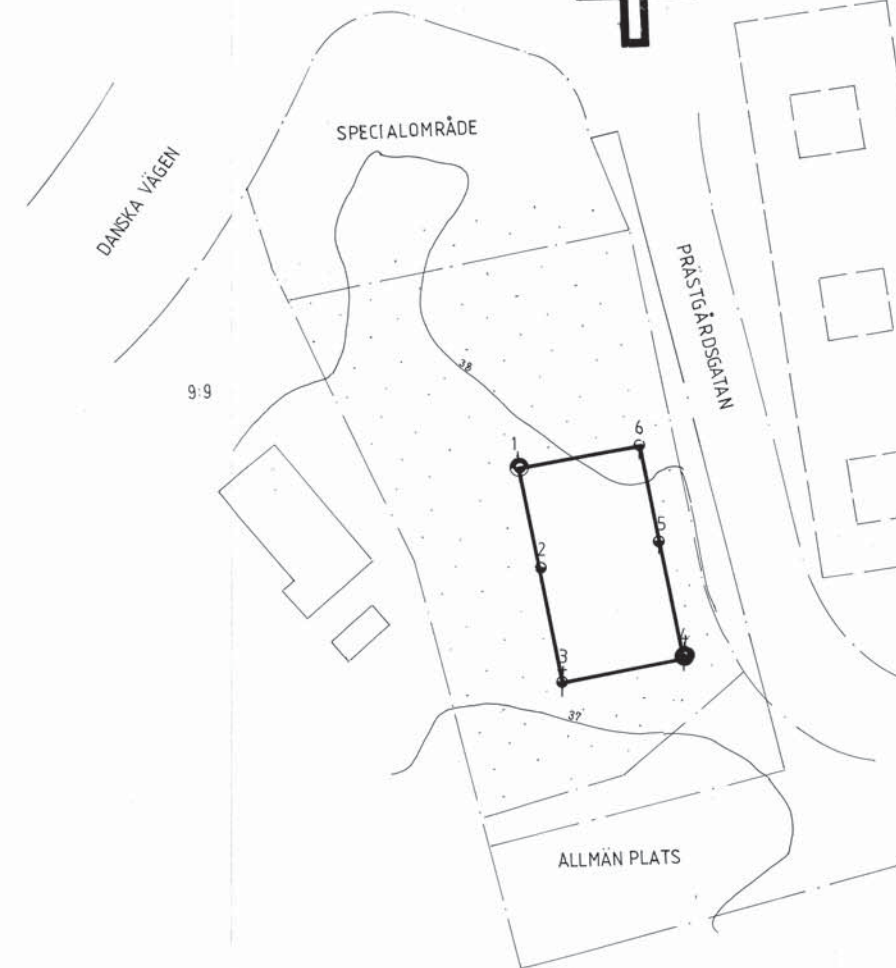 SPECIALOMRÅDE
DANSKA VÄGEN
PRÄSTGÅRDSGATAN
38
9:9
6
1
5
2
4
3
37
ALLMÄN PLATS